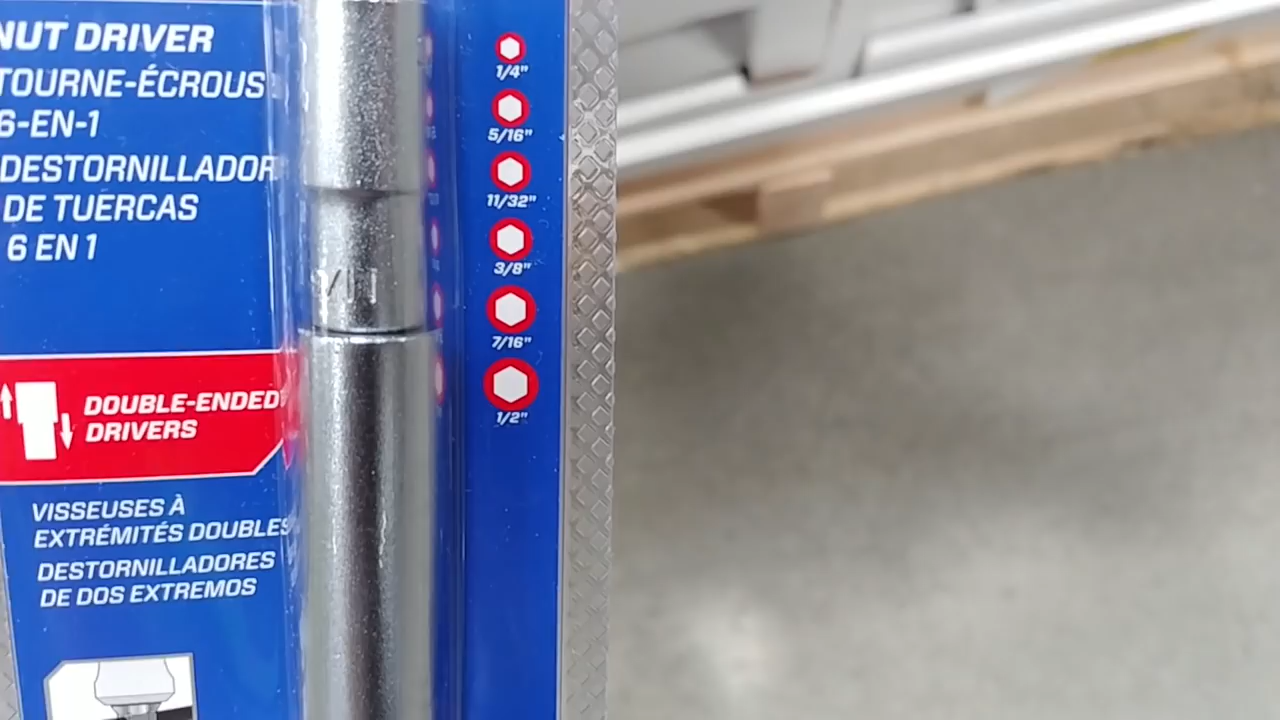 NUT DRIVER
TOURNE-ÉCROUS
6-EN-1
DESTORNILLADOR
DE TUERCAS
6 EN 1
DOUBLE-ENDED
DRIVERS
VISSEUSES À
EXTRÉMITÉS DOUBLES
DESTORNILLADORES
DE DOS EXTREMOS
1/4"
5/16"
11/32"
3/8"
7/16"
1/2"